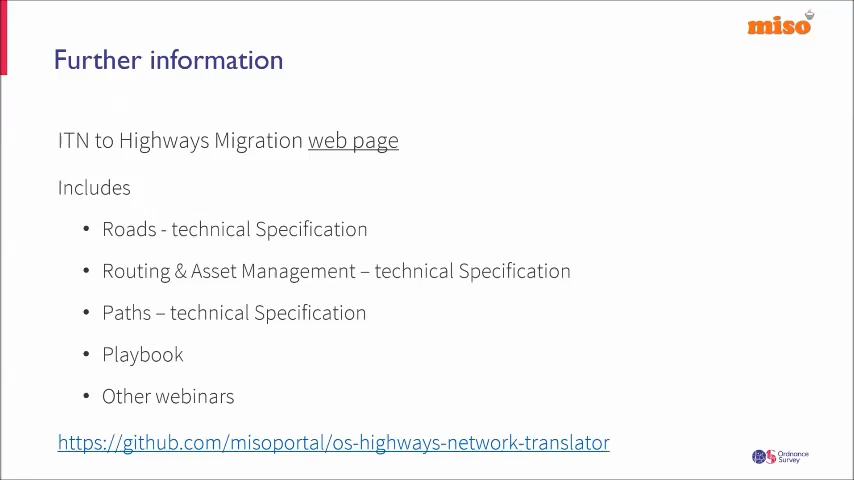 miso
Further information
ITN to Highways Migration web page
Includes
• Roads - technical Specification
• Routing & Asset Management – technical Specification
• Paths – technical Specification
• Playbook
• Other webinars
https://github.com/misoportal/os-highways-network-translator
Ordnance
Survey